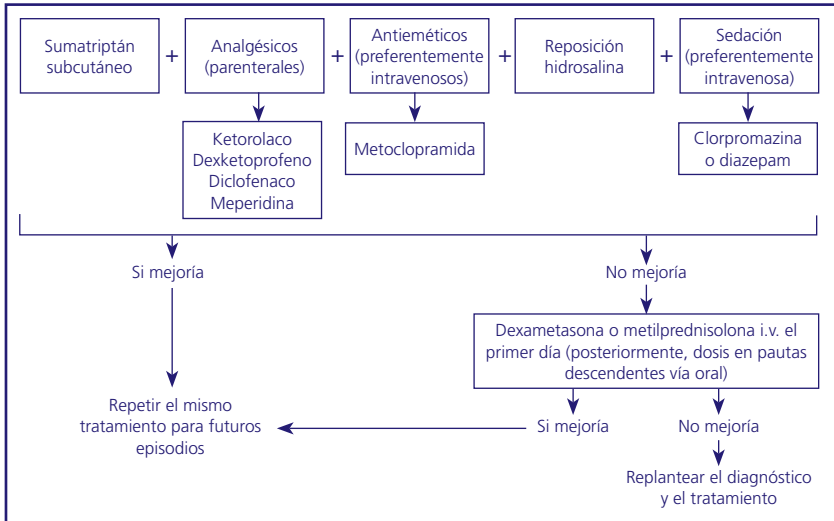 Sumatriptán
subcutáneo
+
Analgésicos
(parenterales)
+
Antieméticos
(preferentemente
intravenosos)
+
Reposición
hidrosalina
+
Sedación
(preferentemente
intravenosa)
Ketorolaco
Dexketoprofeno
Diclofenaco
Meperidina
Metoclopramida
Clorpromazina
o diazepam
Si mejoría
No mejoría
Dexametasona o metilprednisolona i.v. el
primer día (posteriormente, dosis en pautas
descendentes vía oral)
Repetir el mismo
tratamiento para futuros
episodios
Si mejoría
No mejoría
Replantear el diagnóstico
y el tratamiento